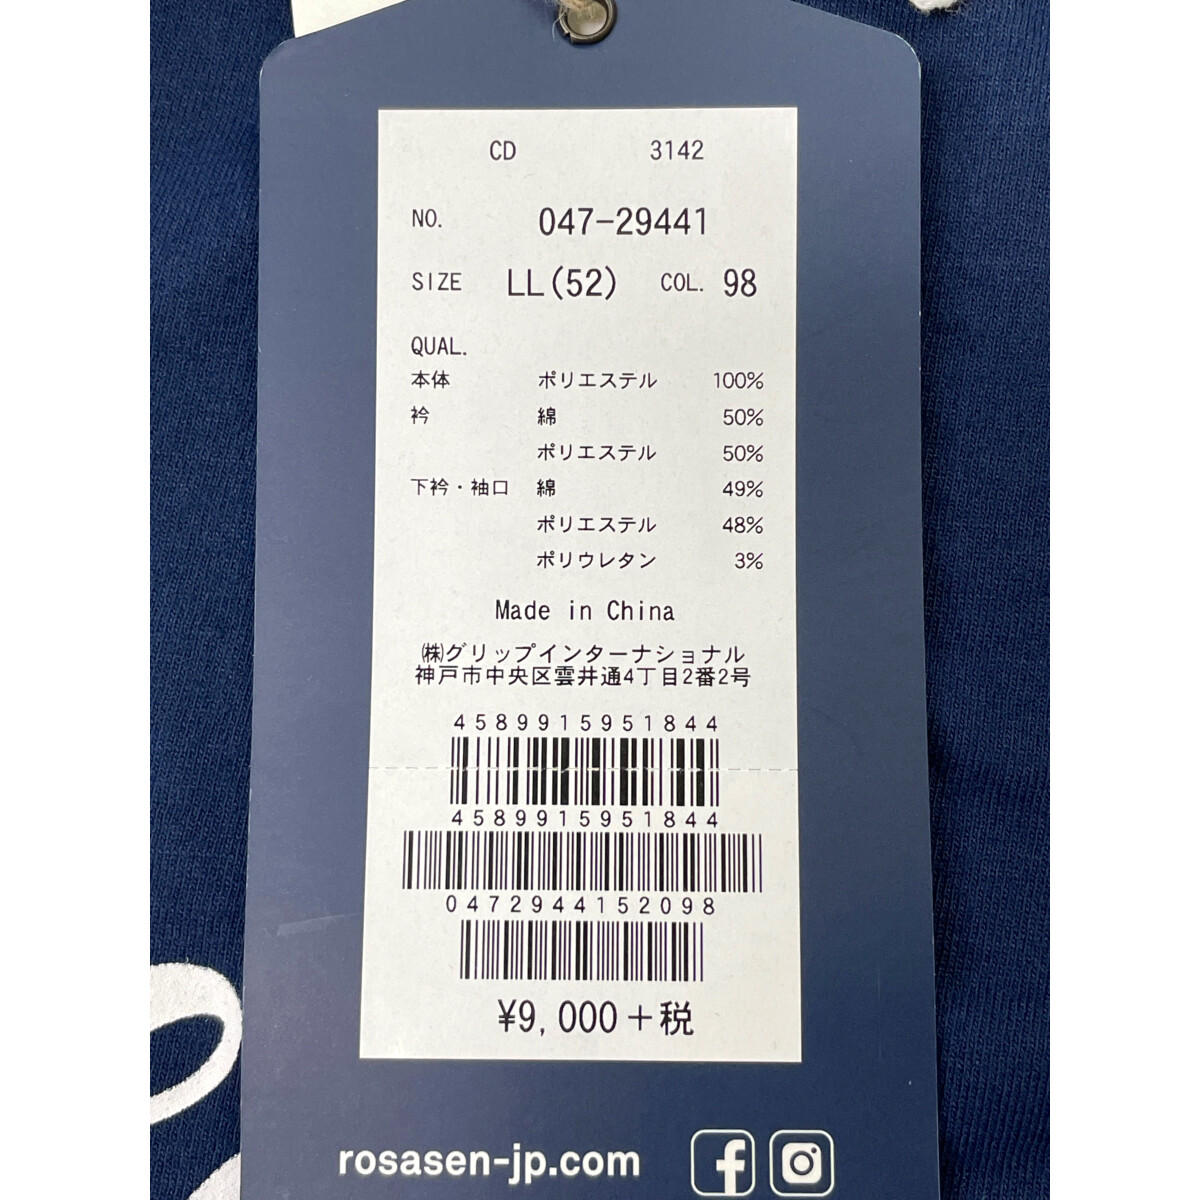 CD 3142
NO. 047-29441
SIZE LL(52) COL. 98
QUAL.
本体 ポリエステル 100%
衿 綿 50%
ポリエステル 50%
下衿・袖口 綿 49%
ポリエステル 48%
ポリウレタン 3%
Made in China
㈱グリップインターナショナル
神戸市中央区雲井通4丁目2番2号
4589915951844
4589915951844
0472944152098
¥9,000+税
rosasen-jp.com